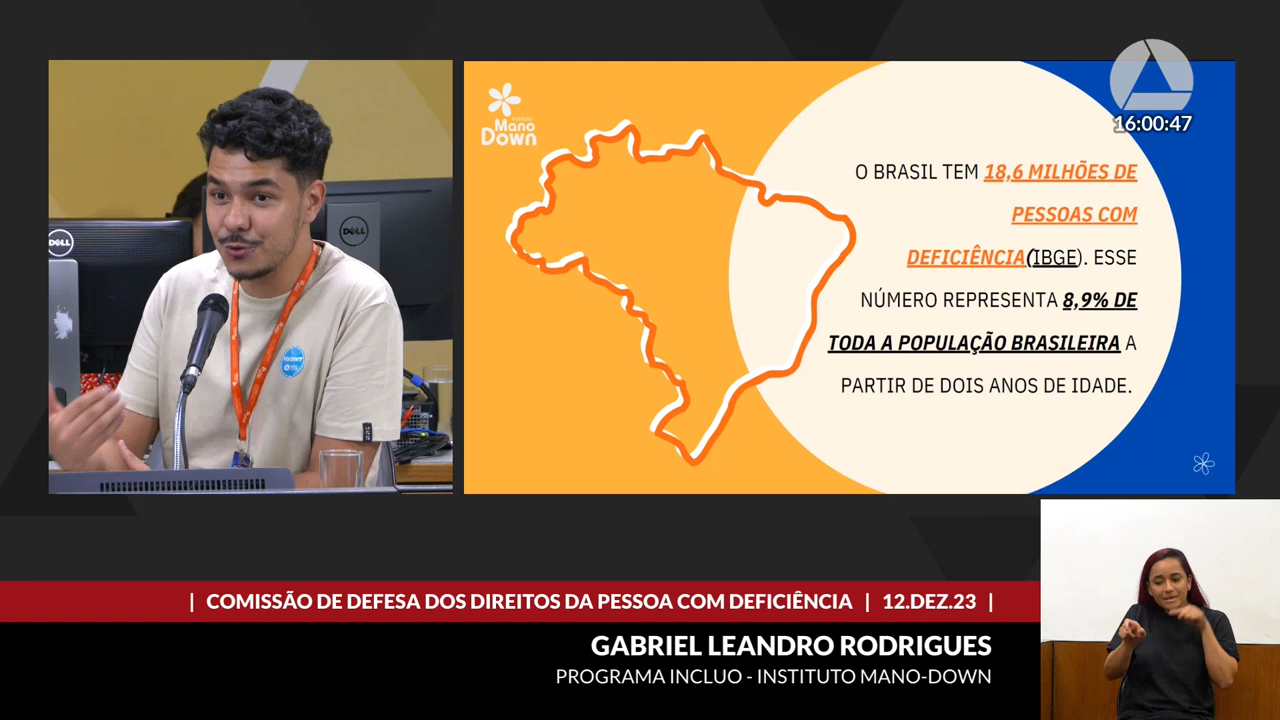 DELL
DELL
Mano
Down
16:00:47
O BRASIL TEM 18,6 MILHÕES DE
PESSOAS COM
DEFICIÊNCIA(IBGE). ESSE
NÚMERO REPRESENTA 8,9% DE
TODA A POPULAÇÃO BRASILEIRA A
PARTIR DE DOIS ANOS DE IDADE.
| COMISSÃO DE DEFESA DOS DIREITOS DA PESSOA COM DEFICIÊNCIA | 12.DEZ.23 |
GABRIEL LEANDRO RODRIGUES
PROGRAMA INCLUO - INSTITUTO MANO-DOWN